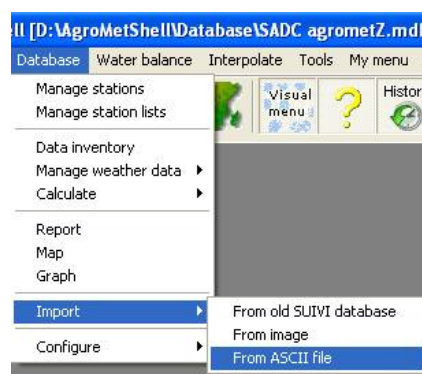 ell [D:\AgroMetShell\Database\SADC agrometZ.md
Database Water balance Interpolate Tools My menu
Manage stations
Visual menu
?
Histor
Manage station lists
Data inventory
Manage weather data
Calculate
Report
Map
Graph
Import
From old SUIVI database
From image
Configure
From ASCII file